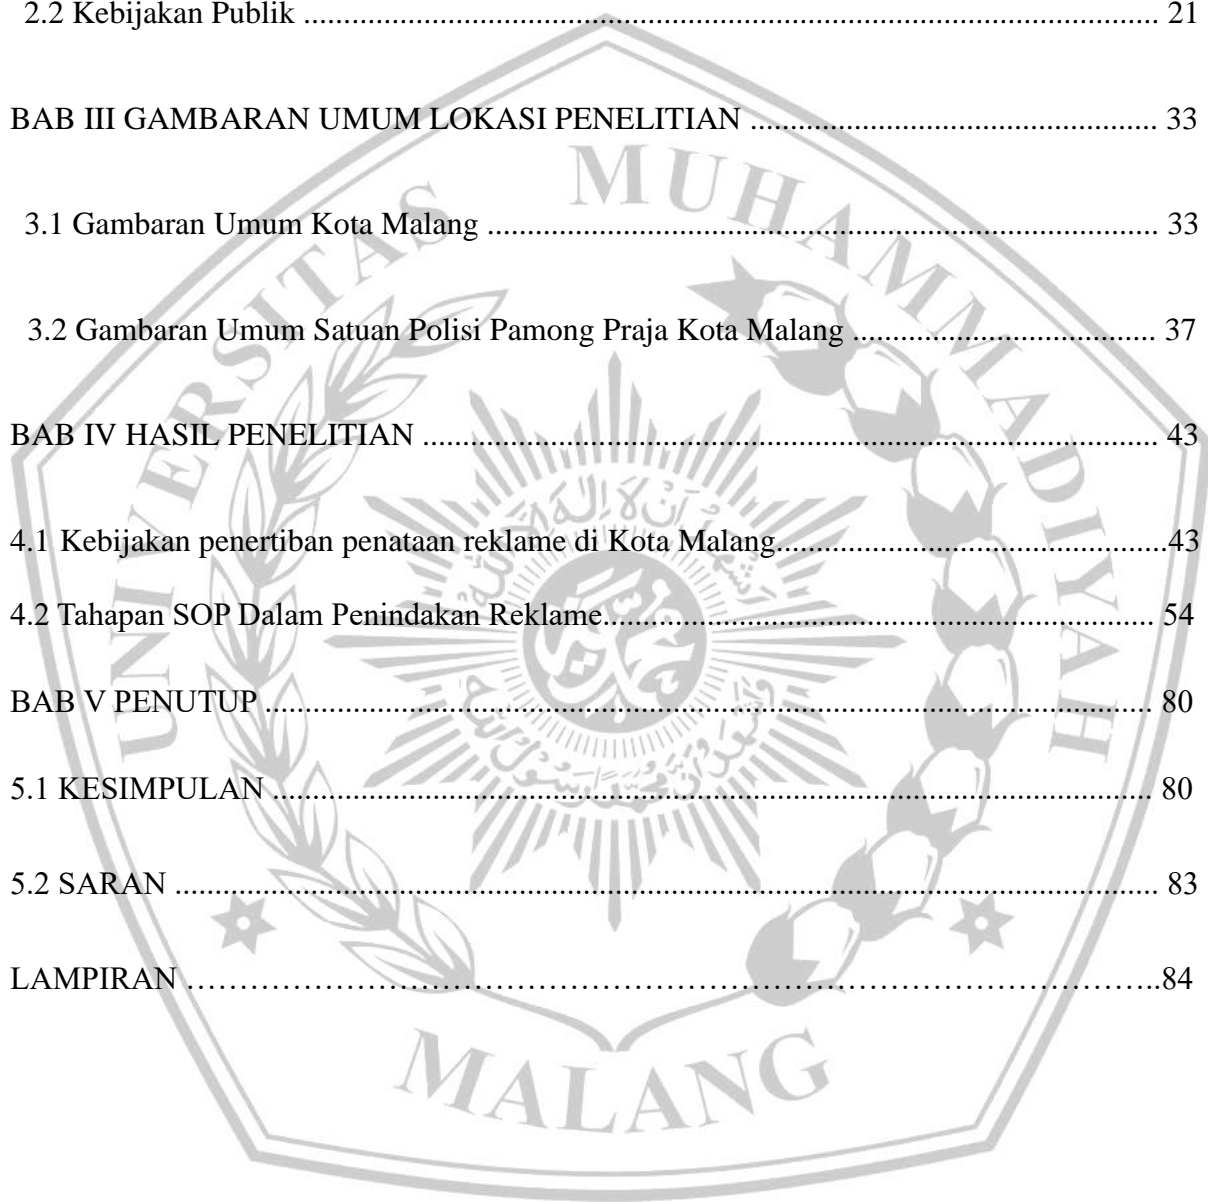 2.2 Kebijakan Publik ........................................................................................................... 21
BAB III GAMBARAN UMUM LOKASI PENELITIAN ................................................... 33
3.1 Gambaran Umum Kota Malang .................................................................................... 33
3.2 Gambaran Umum Satuan Polisi Pamong Praja Kota Malang ...................................... 37
BAB IV HASIL PENELITIAN ............................................................................................ 43
4.1 Kebijakan penertiban penataan reklame di Kota Malang.................................................43
4.2 Tahapan SOP Dalam Penindakan Reklame..................................................................... 54
BAB V PENUTUP ............................................................................................................... 80
5.1 KESIMPULAN .............................................................................................................. 80
5.2 SARAN ........................................................................................................................... 83
LAMPIRAN ……………………………………………………………………………..84
UNIVERSITAS MUHAMMADIYAH
MALANG